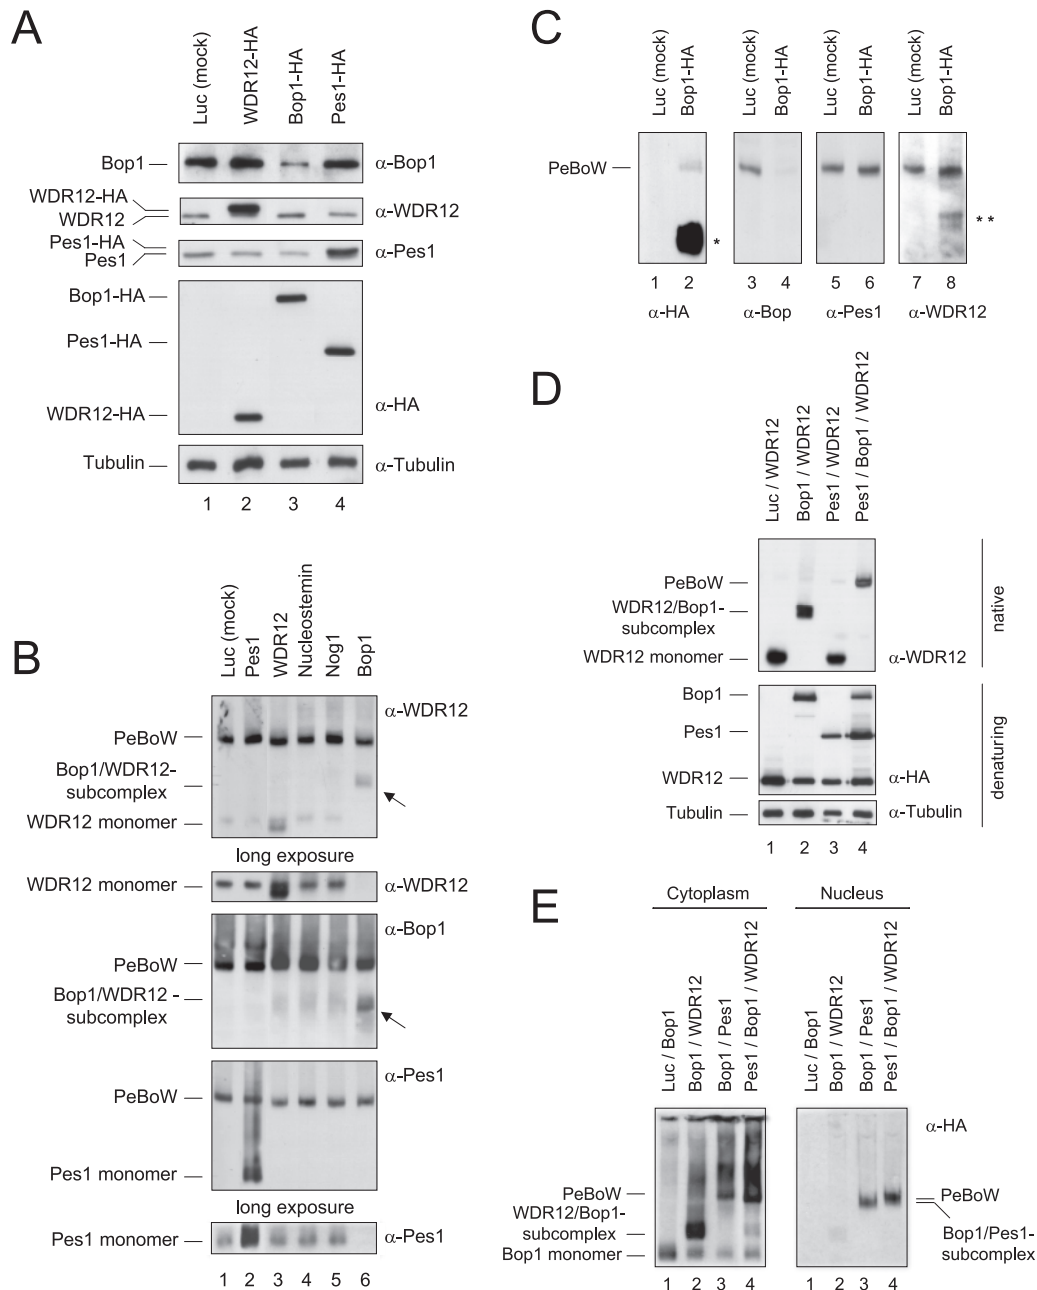 A
Luc (mock)
WDR12-HA
Bop1-HA
Pes1-HA
Bop1
α-Bop1
WDR12-HA
WDR12
α-WDR12
Pes1-HA
Pes1
α-Pes1
Bop1-HA
Pes1-HA
WDR12-HA
α-HA
Tubulin
α-Tubulin
1 2 3 4
B
Luc (mock)
Pes1
WDR12
Nucleostemin
Nog1
Bop1
α-WDR12
PeBoW
Bop1/WDR12-
subcomplex
WDR12 monomer
long exposure
WDR12 monomer
α-WDR12
α-Bop1
PeBoW
Bop1/WDR12 -
subcomplex
α-Pes1
PeBoW
Pes1 monomer
long exposure
Pes1 monomer
α-Pes1
1 2 3 4 5 6
C
Luc (mock)
Bop1-HA
Luc (mock)
Bop1-HA
Luc (mock)
Bop1-HA
Luc (mock)
Bop1-HA
PeBoW
*
**
1 2 3 4 5 6 7 8
α-HA α-Bop α-Pes1 α-WDR12
D
Luc / WDR12
Bop1 / WDR12
Pes1 / WDR12
Pes1 / Bop1 / WDR12
PeBoW
WDR12/Bop1-
subcomplex
WDR12 monomer
α-WDR12
native
Bop1
Pes1
WDR12
α-HA
Tubulin
α-Tubulin
denaturing
1 2 3 4
E
Cytoplasm Nucleus
Luc / Bop1
Bop1 / WDR12
Bop1 / Pes1
Pes1 / Bop1 / WDR12
Luc / Bop1
Bop1 / WDR12
Bop1 / Pes1
Pes1 / Bop1 / WDR12
α-HA
PeBoW
WDR12/Bop1-
subcomplex
Bop1 monomer
PeBoW
Bop1/Pes1-
subcomplex
1 2 3 4 1 2 3 4